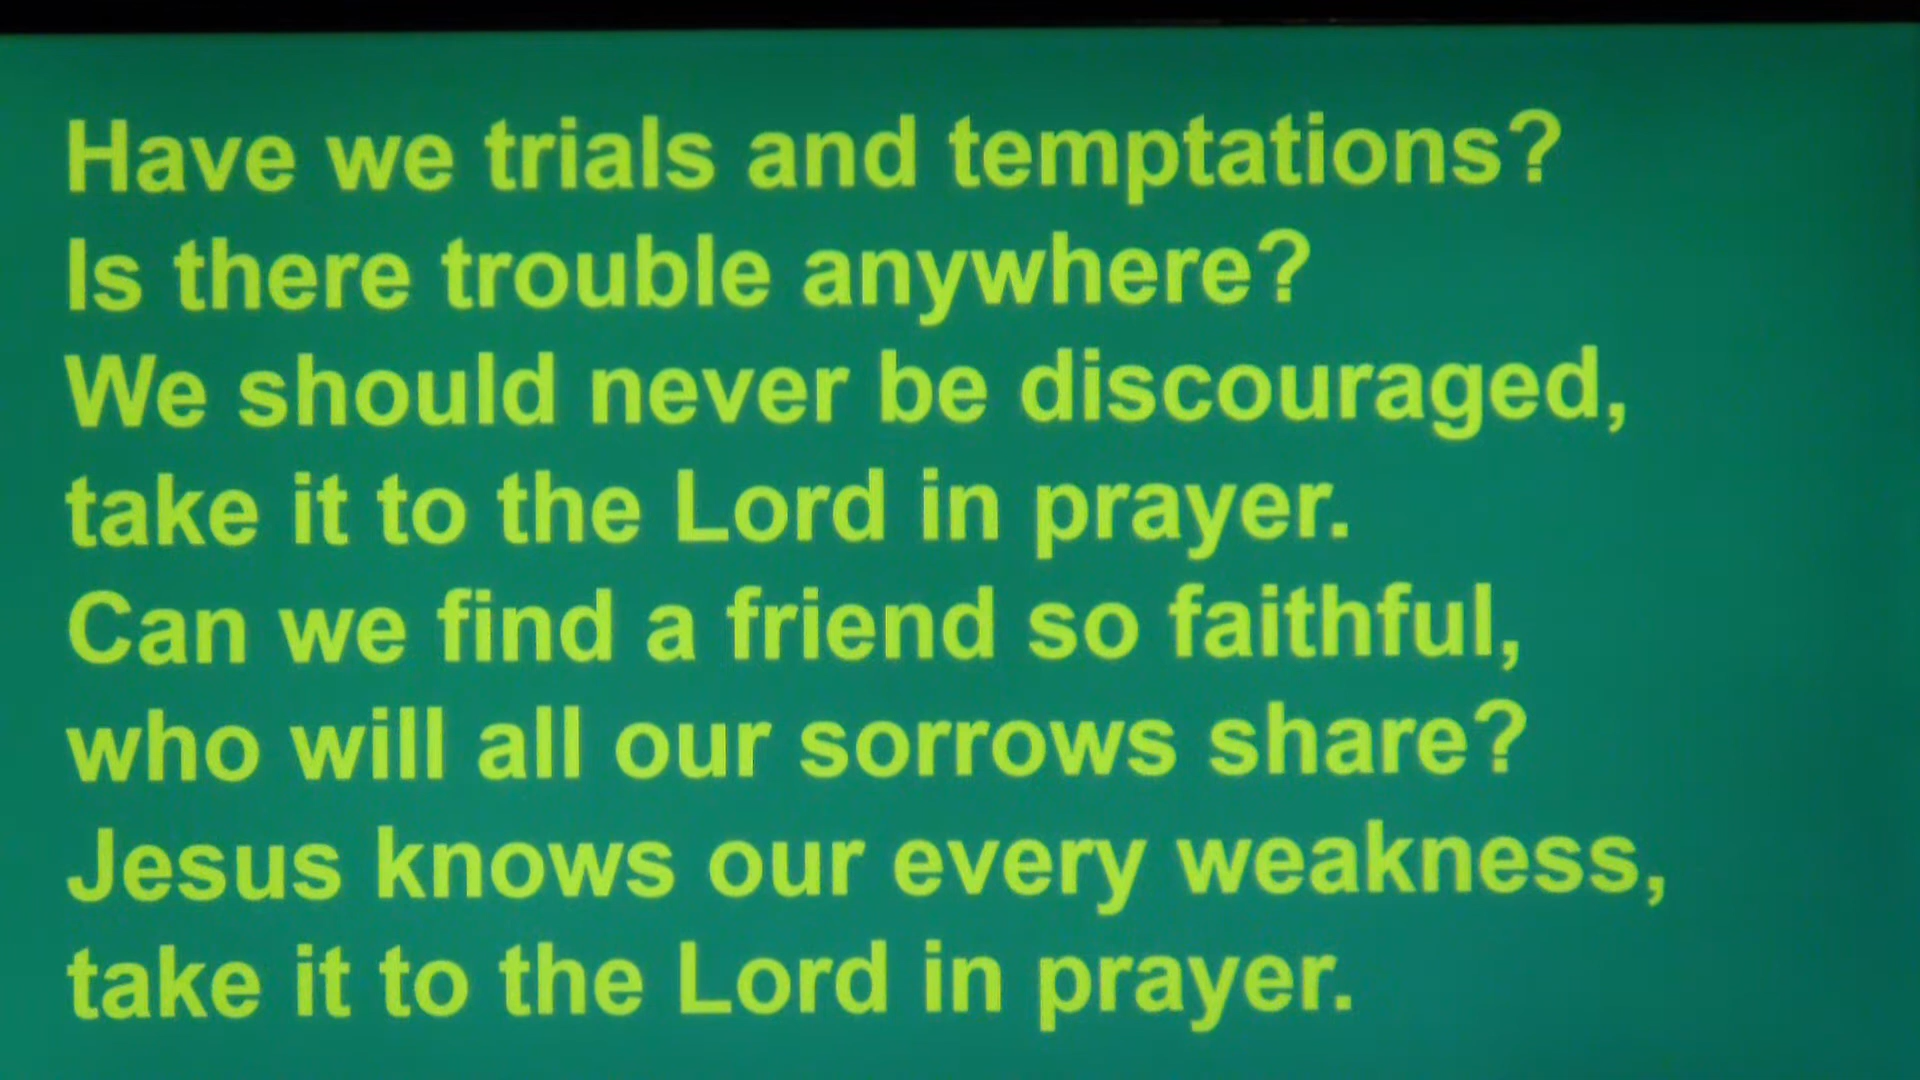 Have we trials and temptations?
Is there trouble anywhere?
We should never be discouraged,
take it to the Lord in prayer.
Can we find a friend so faithful,
who will all our sorrows share?
Jesus knows our every weakness,
take it to the Lord in prayer.